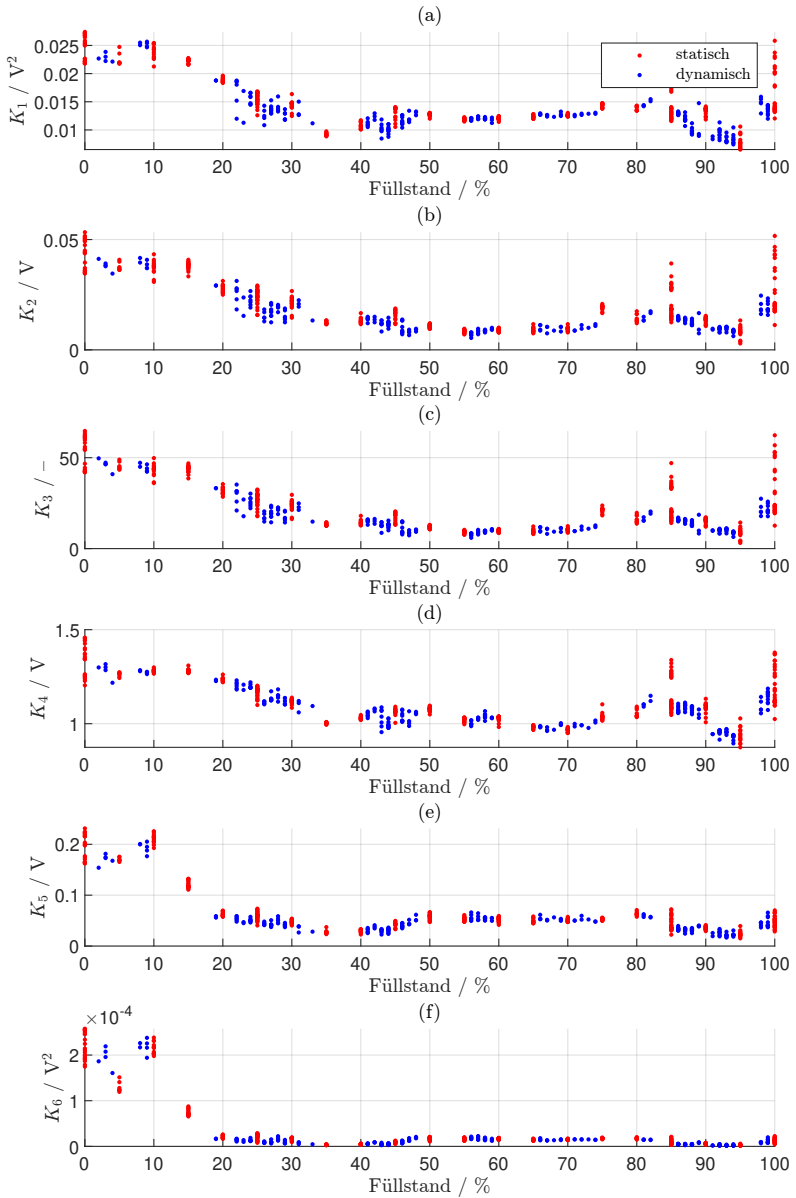 (a)
0.025
0.02
0.015
0.01
K1 / V²
statisch
dynamisch
0 10 20 30 40 50 60 70 80 90 100
Füllstand / %
(b)
0.05
0
K2 / V
0 10 20 30 40 50 60 70 80 90 100
Füllstand / %
(c)
50
0
K3 / –
0 10 20 30 40 50 60 70 80 90 100
Füllstand / %
(d)
1.5
1
K4 / V
0 10 20 30 40 50 60 70 80 90 100
Füllstand / %
(e)
0.2
0.1
0
K5 / V
0 10 20 30 40 50 60 70 80 90 100
Füllstand / %
(f)
×10⁻⁴
2
1
0
K6 / V²
0 10 20 30 40 50 60 70 80 90 100
Füllstand / %